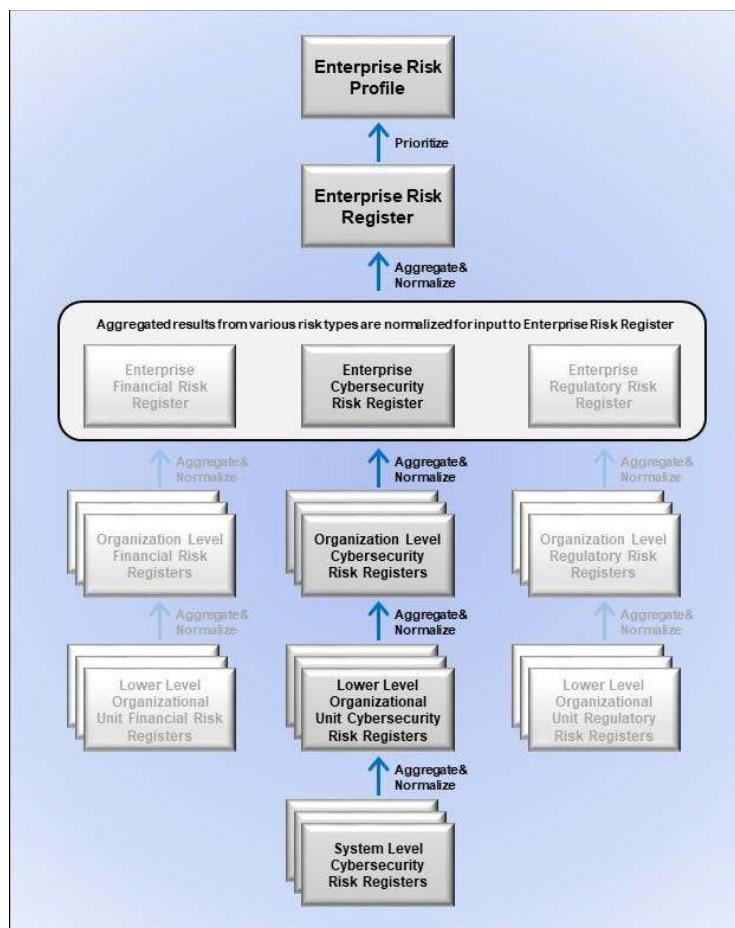 Enterprise Risk
Profile
Prioritize
Enterprise Risk
Register
Aggregate&
Normalize
Aggregated results from various risk types are normalized for input to Enterprise Risk Register
Enterprise
Financial Risk
Register
Enterprise
Cybersecurity
Risk Register
Enterprise
Regulatory Risk
Register
Aggregate&
Normalize
Aggregate&
Normalize
Aggregate&
Normalize
Organization Level
Financial Risk
Registers
Organization Level
Cybersecurity
Risk Registers
Organization Level
Regulatory Risk
Registers
Aggregate&
Normalize
Aggregate&
Normalize
Aggregate&
Normalize
Lower Level
Organizational
Unit Financial Risk
Registers
Lower Level
Organizational
Unit Cybersecurity
Risk Registers
Lower Level
Organizational
Unit Regulatory
Risk Registers
Aggregate&
Normalize
System Level
Cybersecurity
Risk Registers